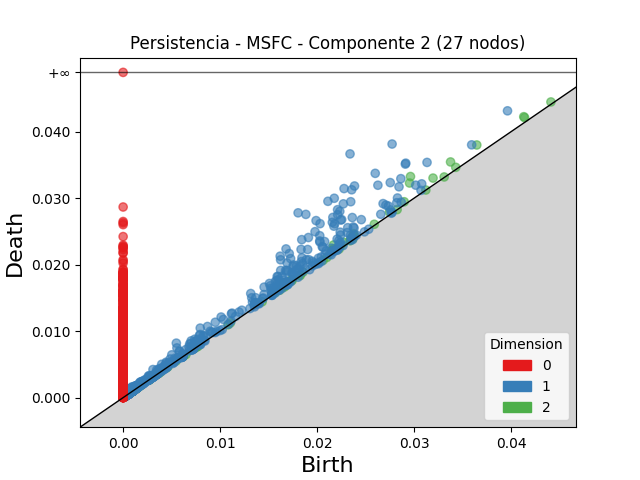 Persistencia - MSFC - Componente 2 (27 nodos)
+∞
0.040
0.030
0.020
0.010
0.000
Death
0.00 0.01 0.02 0.03 0.04
Birth
Dimension
0
1
2